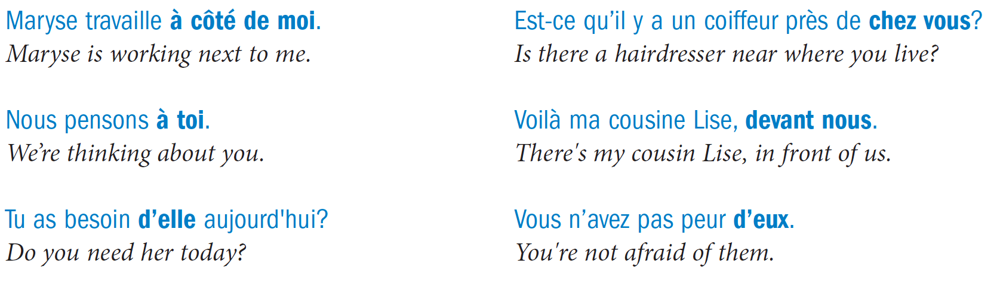 Maryse travaille à côté de moi.
Maryse is working next to me.
Nous pensons à toi.
We’re thinking about you.
Tu as besoin d’elle aujourd'hui?
Do you need her today?
Est-ce qu’il y a un coiffeur près de chez vous?
Is there a hairdresser near where you live?
Voilà ma cousine Lise, devant nous.
There's my cousin Lise, in front of us.
Vous n’avez pas peur d’eux.
You're not afraid of them.